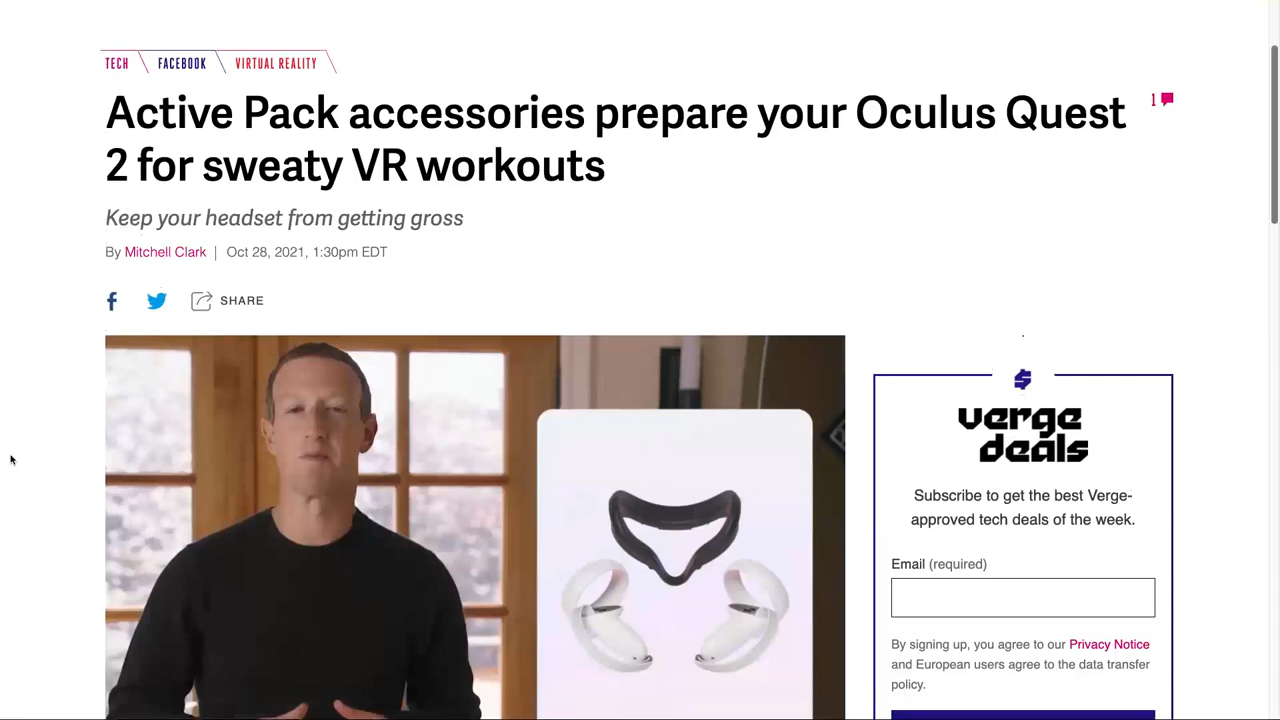 TECH FACEBOOK VIRTUAL REALITY
Active Pack accessories prepare your Oculus Quest
2 for sweaty VR workouts
1
Keep your headset from getting gross
By Mitchell Clark | Oct 28, 2021, 1:30pm EDT
SHARE
verge
deals
Subscribe to get the best Verge-
approved tech deals of the week.
Email (required)
By signing up, you agree to our Privacy Notice
and European users agree to the data transfer
policy.